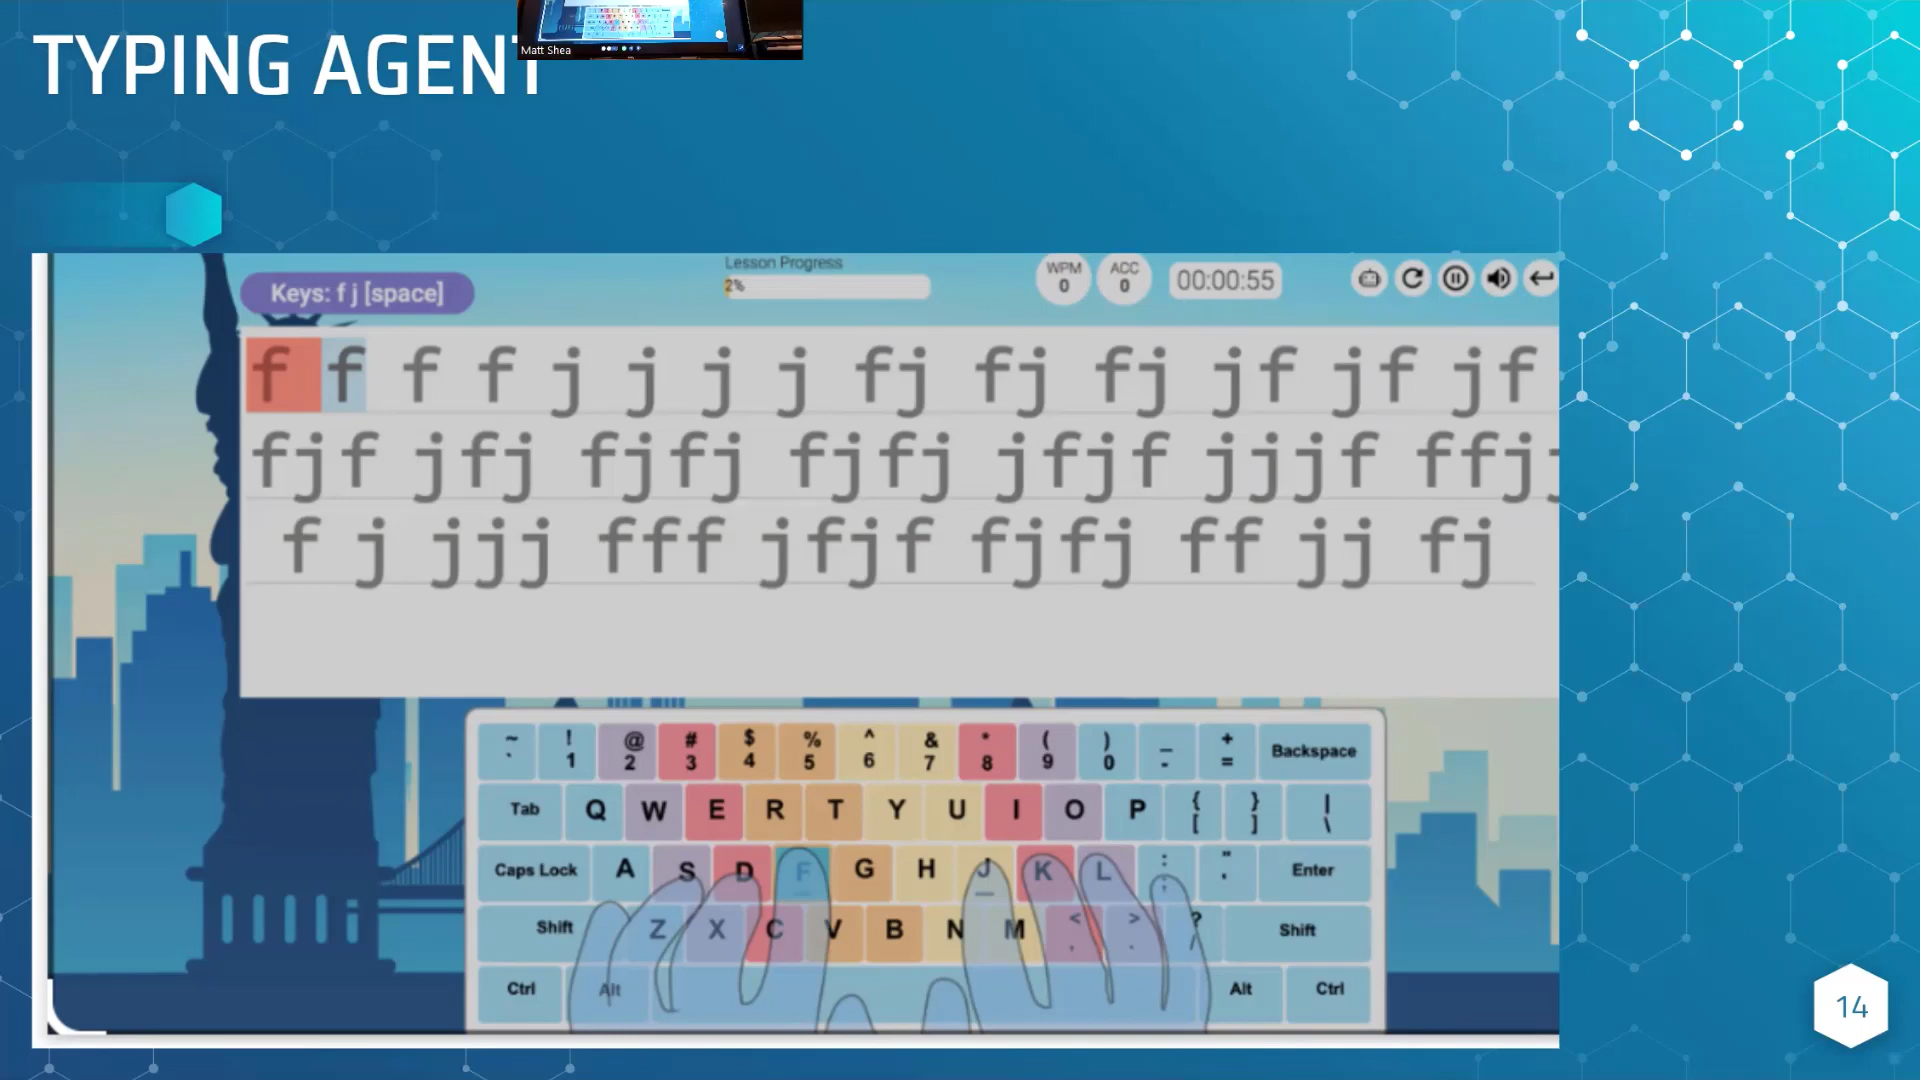 TYPING AGENT
Matt Shea
Keys: f j [space]
Lesson Progress
2%
WPM
0
ACC
0
00:00:55
f f f f j j j j fj fj fj jf jf jf
fjf jfj fjfj fjfj jfjf jjjf ffjj
f j jjj fff jfjf fjfj ff jj fj
~ ! @ # $ % ^ & * ( ) _ +
` 1 2 3 4 5 6 7 8 9 0 - = Backspace
Tab Q W E R T Y U I O P { } |
[ ] \
Caps Lock A S D F G H J K L : " Enter
; '
Shift Z X C V B N M < > ? Shift
, . /
Ctrl Alt Alt Ctrl
14